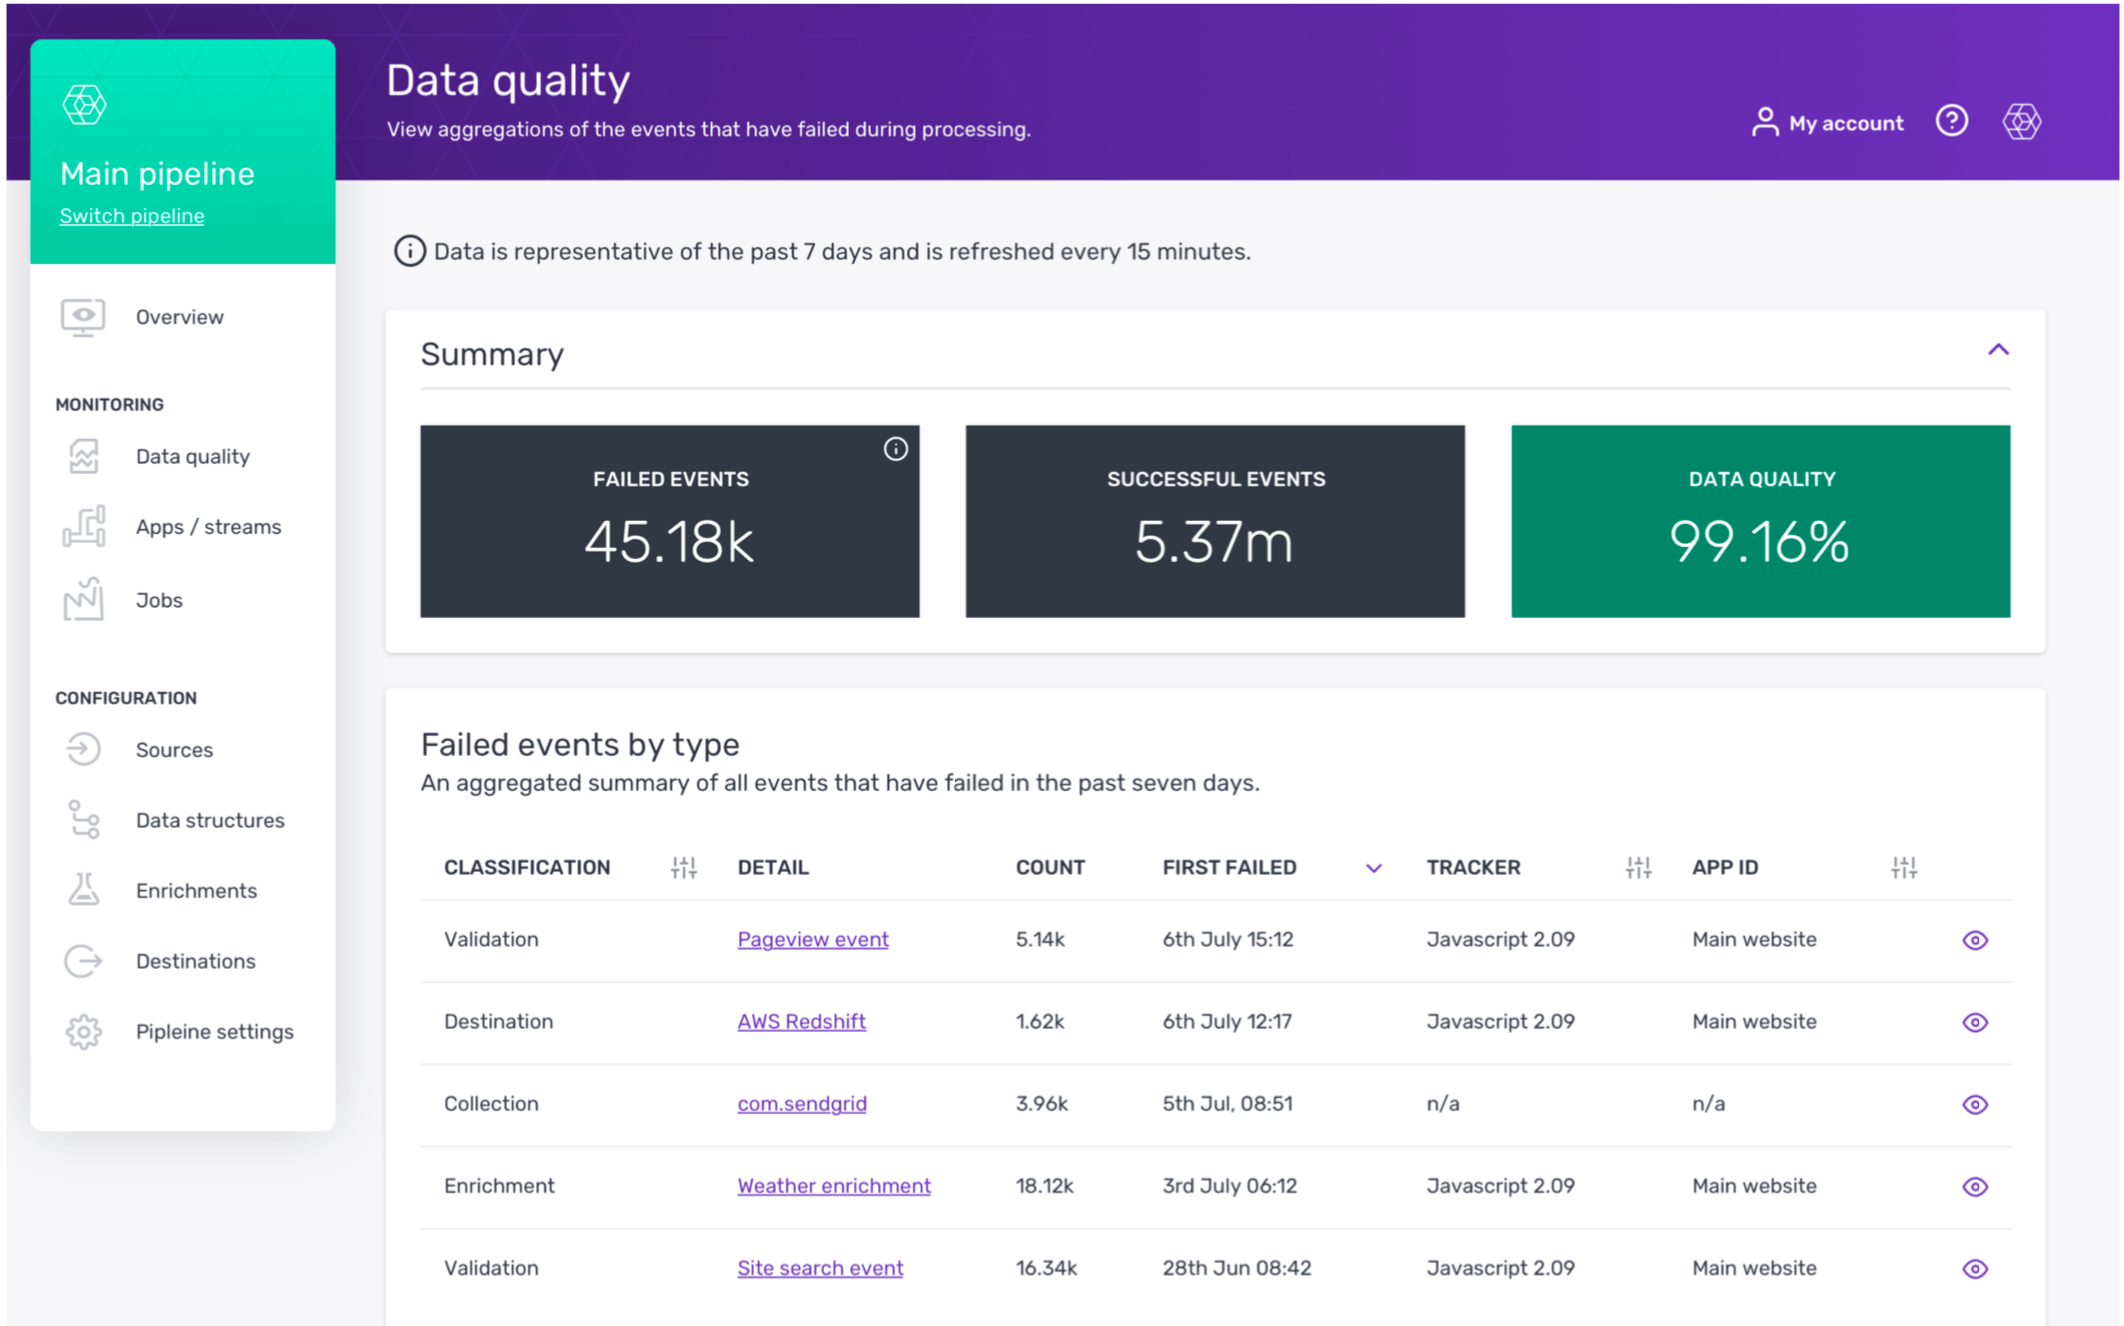 Main pipeline
Switch pipeline
Overview
MONITORING
Data quality
Apps / streams
Jobs
CONFIGURATION
Sources
Data structures
Enrichments
Destinations
Pipleine settings
Data quality
View aggregations of the events that have failed during processing.
My account
Data is representative of the past 7 days and is refreshed every 15 minutes.
Summary
FAILED EVENTS
45.18k
SUCCESSFUL EVENTS
5.37m
DATA QUALITY
99.16%
Failed events by type
An aggregated summary of all events that have failed in the past seven days.
CLASSIFICATION DETAIL COUNT FIRST FAILED TRACKER APP ID
Validation Pageview event 5.14k 6th July 15:12 Javascript 2.09 Main website
Destination AWS Redshift 1.62k 6th July 12:17 Javascript 2.09 Main website
Collection com.sendgrid 3.96k 5th Jul, 08:51 n/a n/a
Enrichment Weather enrichment 18.12k 3rd July 06:12 Javascript 2.09 Main website
Validation Site search event 16.34k 28th Jun 08:42 Javascript 2.09 Main website